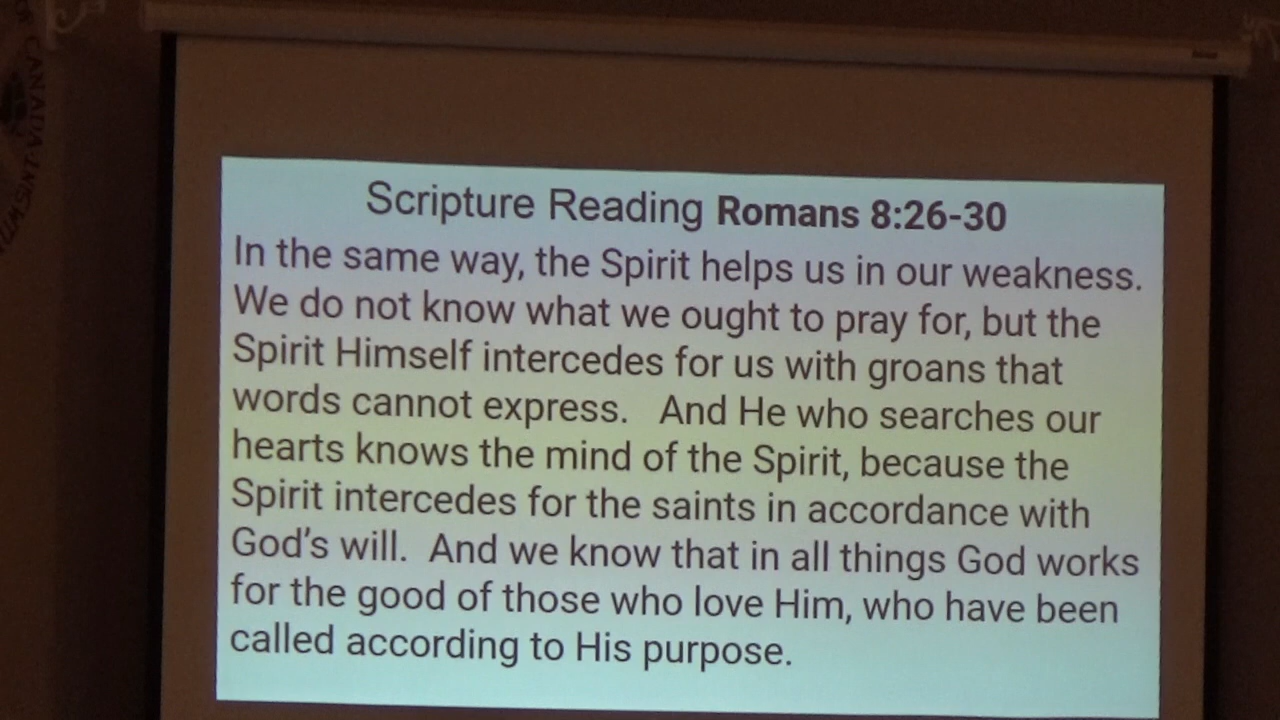 Scripture Reading Romans 8:26-30
In the same way, the Spirit helps us in our weakness.
We do not know what we ought to pray for, but the
Spirit Himself intercedes for us with groans that
words cannot express.   And He who searches our
hearts knows the mind of the Spirit, because the
Spirit intercedes for the saints in accordance with
God's will.  And we know that in all things God works
for the good of those who love Him, who have been
called according to His purpose.
CANADA